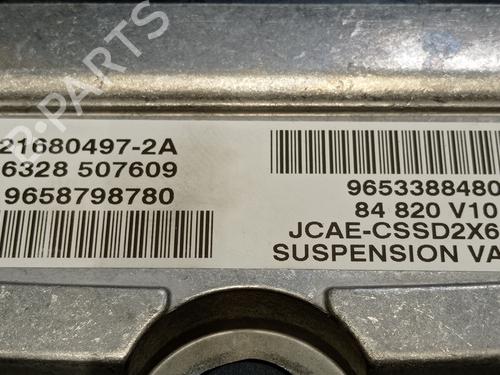 21680497-2A
6328 507609
9658798780
9653388480
84 820 V10
JCAE-CSSD2X6
SUSPENSION VA
B-PARTS